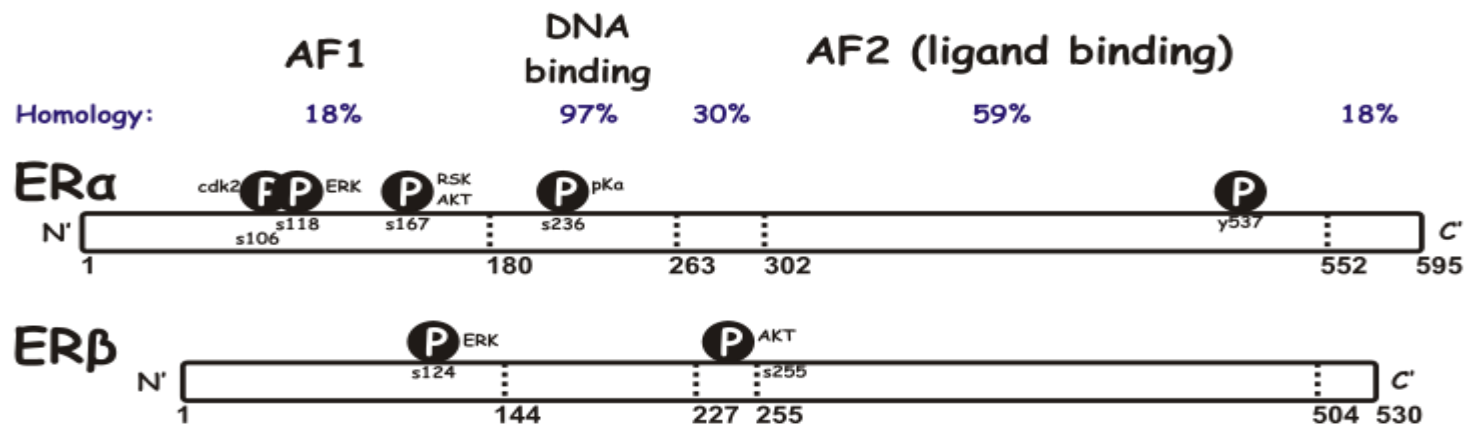 AF1
DNA
binding
AF2 (ligand binding)
Homology: 18% 97% 30% 59% 18%
ERα
cdk2 P P ERK P RSK
AKT
P pKa P
N' s106 s118 s167 s236 y537 C'
1 180 263 302 552 595
ERβ
P ERK P AKT
N' s124 s255 C'
1 144 227 255 504 530